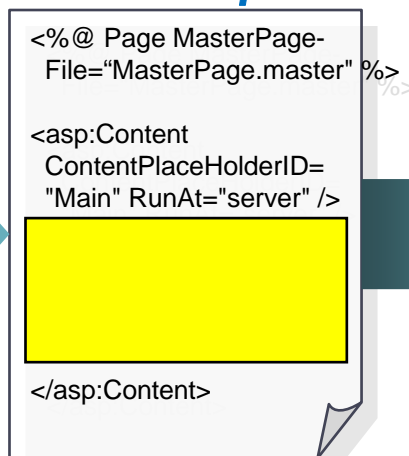 <%@ Page MasterPage-
File=“MasterPage.master" %>
<asp:Content
ContentPlaceHolderID=
"Main" RunAt="server" />
</asp:Content>